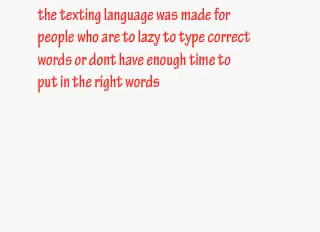 the texting language was made for
people who are to lazy to type correct
words or dont have enough time to
put in the right words